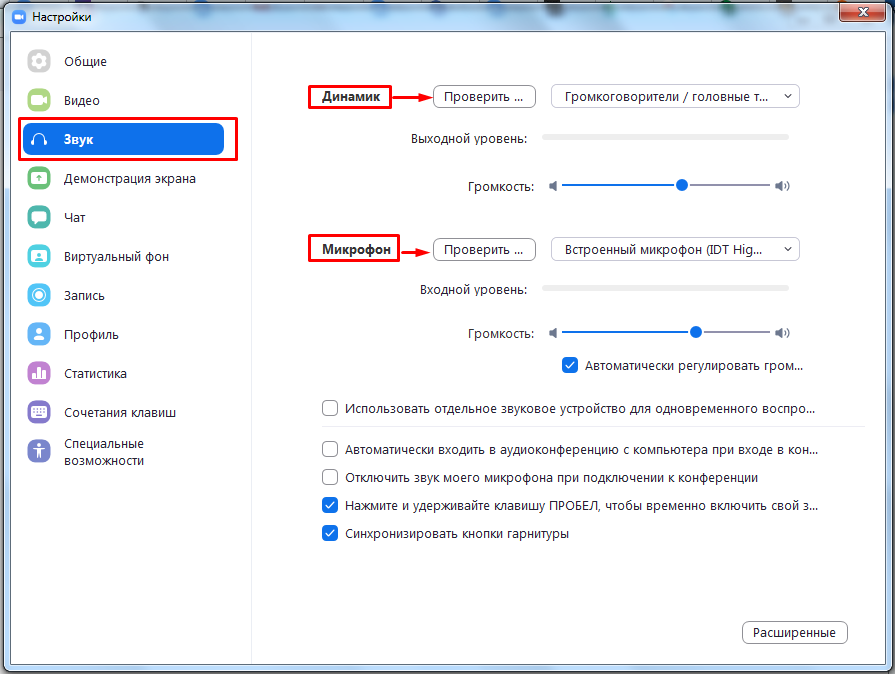 Настройки
Общие
Видео
Звук
Демонстрация экрана
Чат
Виртуальный фон
Запись
Профиль
Статистика
Сочетания клавиш
Специальные
возможности
Динамик Проверить ... Громкоговорители / головные т...
Выходной уровень:
Громкость:
Микрофон Проверить ... Встроенный микрофон (IDT Hig...
Входной уровень:
Громкость:
Автоматически регулировать гром...
Использовать отдельное звуковое устройство для одновременного воспро...
Автоматически входить в аудиоконференцию с компьютера при входе в кон...
Отключить звук моего микрофона при подключении к конференции
Нажмите и удерживайте клавишу ПРОБЕЛ, чтобы временно включить свой з...
Синхронизировать кнопки гарнитуры
Расширенные